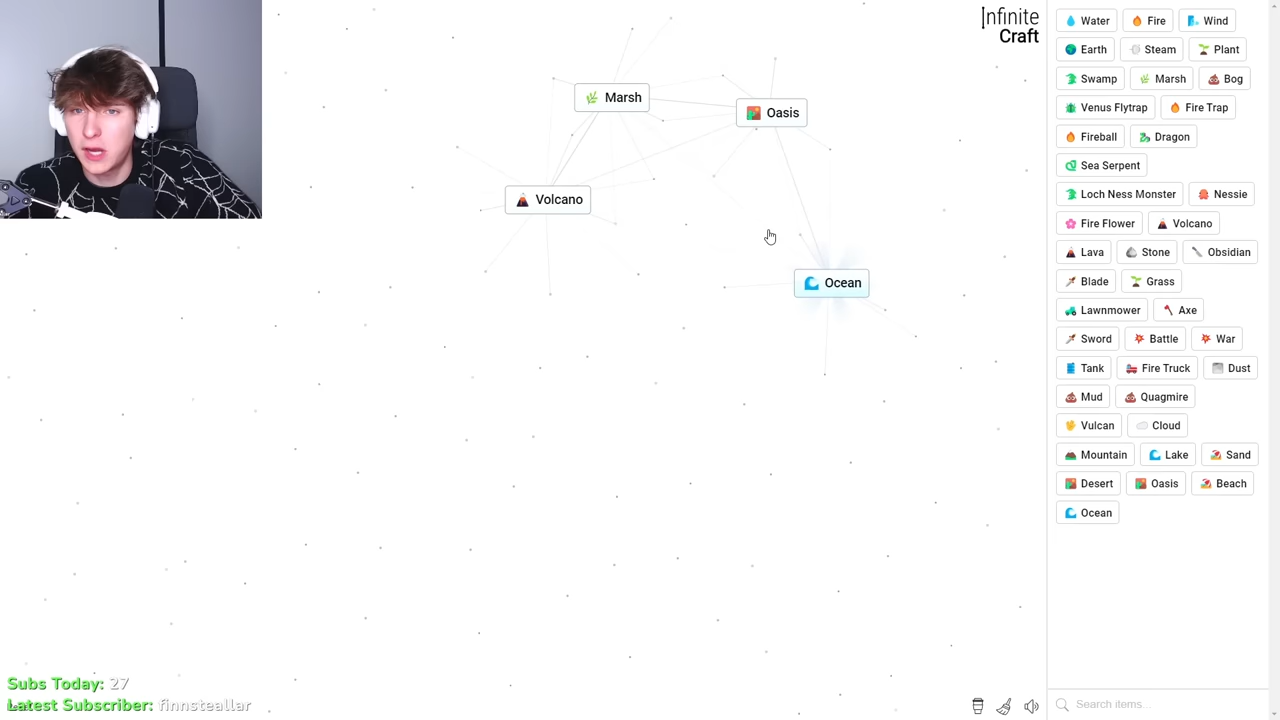 Infinite
Craft
Marsh
Oasis
Volcano
Ocean
Water Fire Wind
Earth Steam Plant
Swamp Marsh Bog
Venus Flytrap Fire Trap
Fireball Dragon
Sea Serpent
Loch Ness Monster Nessie
Fire Flower Volcano
Lava Stone Obsidian
Blade Grass
Lawnmower Axe
Sword Battle War
Tank Fire Truck Dust
Mud Quagmire
Vulcan Cloud
Mountain Lake Sand
Desert Oasis Beach
Ocean
Search items...
Subs Today: 27
Latest Subscriber: finnsteallar